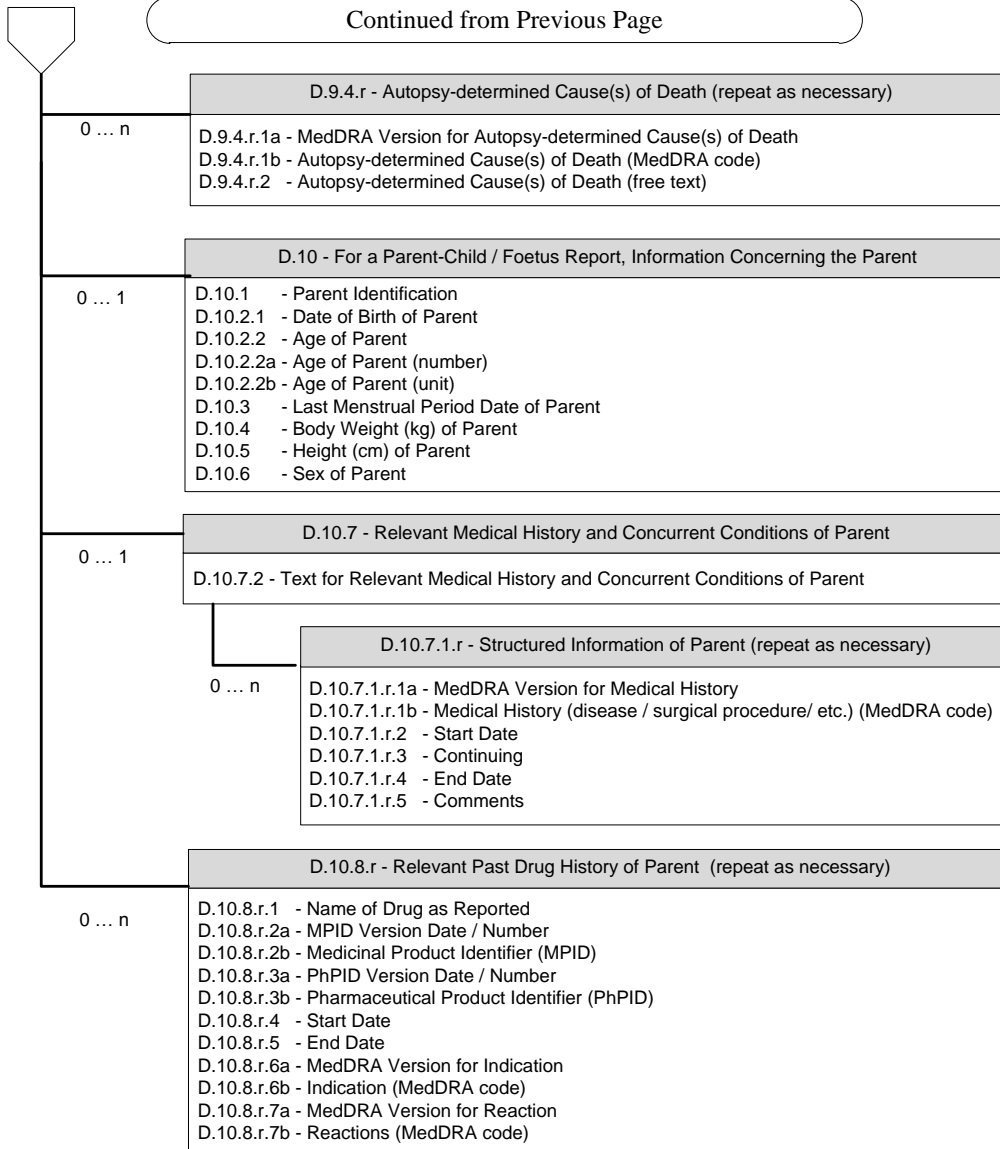 Continued from Previous Page
D.9.4.r - Autopsy-determined Cause(s) of Death (repeat as necessary)
0 … n
D.9.4.r.1a - MedDRA Version for Autopsy-determined Cause(s) of Death
D.9.4.r.1b - Autopsy-determined Cause(s) of Death (MedDRA code)
D.9.4.r.2 - Autopsy-determined Cause(s) of Death (free text)
D.10 - For a Parent-Child / Foetus Report, Information Concerning the Parent
0 … 1
D.10.1 - Parent Identification
D.10.2.1 - Date of Birth of Parent
D.10.2.2 - Age of Parent
D.10.2.2a - Age of Parent (number)
D.10.2.2b - Age of Parent (unit)
D.10.3 - Last Menstrual Period Date of Parent
D.10.4 - Body Weight (kg) of Parent
D.10.5 - Height (cm) of Parent
D.10.6 - Sex of Parent
D.10.7 - Relevant Medical History and Concurrent Conditions of Parent
0 … 1
D.10.7.2 - Text for Relevant Medical History and Concurrent Conditions of Parent
D.10.7.1.r - Structured Information of Parent (repeat as necessary)
0 … n
D.10.7.1.r.1a - MedDRA Version for Medical History
D.10.7.1.r.1b - Medical History (disease / surgical procedure/ etc.) (MedDRA code)
D.10.7.1.r.2 - Start Date
D.10.7.1.r.3 - Continuing
D.10.7.1.r.4 - End Date
D.10.7.1.r.5 - Comments
D.10.8.r - Relevant Past Drug History of Parent (repeat as necessary)
0 … n
D.10.8.r.1 - Name of Drug as Reported
D.10.8.r.2a - MPID Version Date / Number
D.10.8.r.2b - Medicinal Product Identifier (MPID)
D.10.8.r.3a - PhPID Version Date / Number
D.10.8.r.3b - Pharmaceutical Product Identifier (PhPID)
D.10.8.r.4 - Start Date
D.10.8.r.5 - End Date
D.10.8.r.6a - MedDRA Version for Indication
D.10.8.r.6b - Indication (MedDRA code)
D.10.8.r.7a - MedDRA Version for Reaction
D.10.8.r.7b - Reactions (MedDRA code)